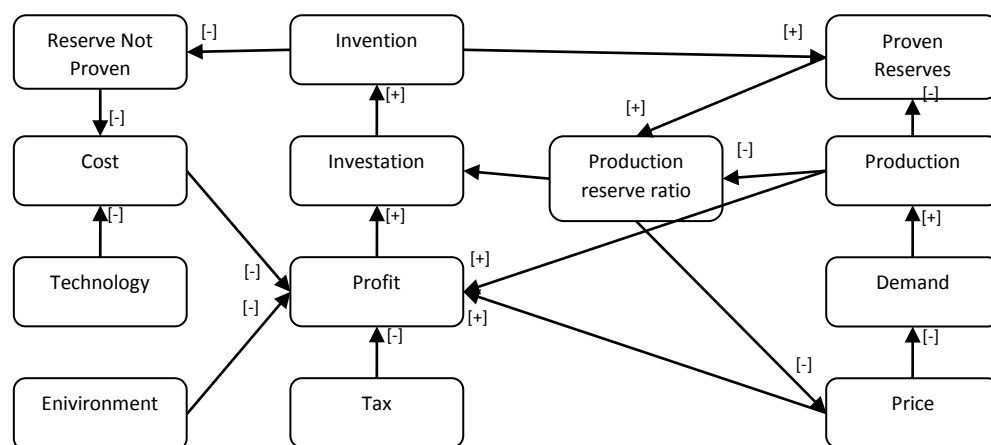 [-]
Reserve Not
Proven
Invention
[+]
Proven
Reserves
[-]
[+]
[+]
[-]
Cost
Investation
Production
reserve ratio
[-]
Production
[-]
[+]
[+]
Technology
[-]
[+]
Profit
Demand
[-]
[+]
[-]
[-]
[-]
Enivironment
Tax
Price